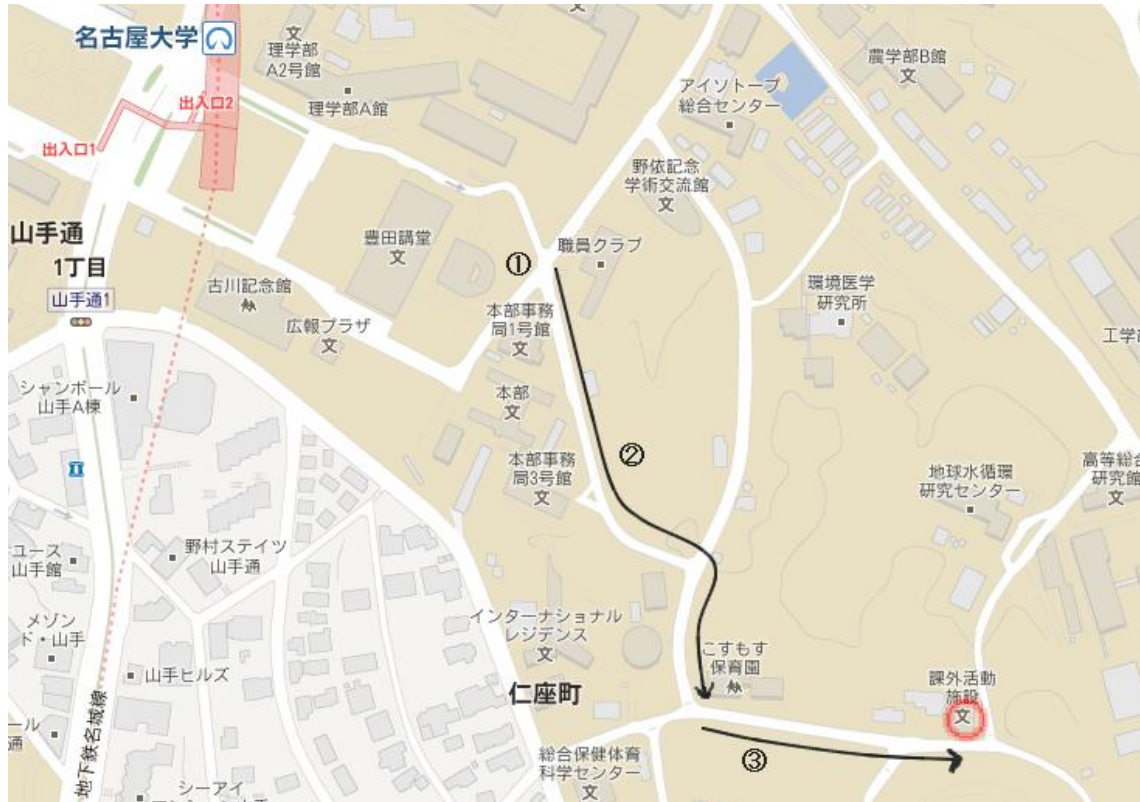 名古屋大学
文
理学部
A2号館
理学部A館
文
出入口2
出入口1
アイソトープ
総合センター
農学部B館
文
野依記念
学術交流館
文
山手通
1丁目
山手通1
豊田講堂
文
①
職員クラブ
古川記念館
広報プラザ
文
本部事務
局1号館
文
環境医学
研究所
工学部
シャンボール
山手A棟
本部
文
②
本部事務
局3号館
文
地球水循環
研究センター
高等総合
研究館
文
ユース
山手館
野村ステイツ
山手通
メゾン
ド・山手
山手ヒルズ
インターナショナル
レジデンス
文
こすもす
保育園
仁座町
課外活動
施設
文
③
総合保健体育
科学センター
文
地下鉄名城線
シーアイ